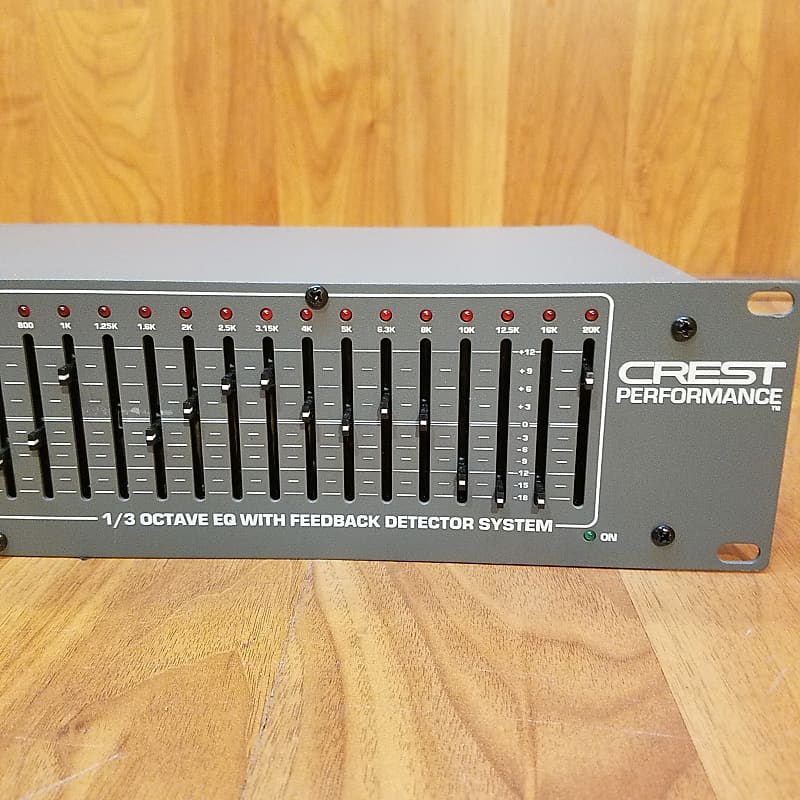 800 1K 1.25K 1.6K 2K 2.5K 3.15K 4K 5K 6.3K 8K 10K 12.5K 16K 20K
+12
+9
+6
+3
0
-3
-6
-9
-12
-15
-18
CREST
PERFORMANCE
TM
1/3 OCTAVE EQ WITH FEEDBACK DETECTOR SYSTEM
ON